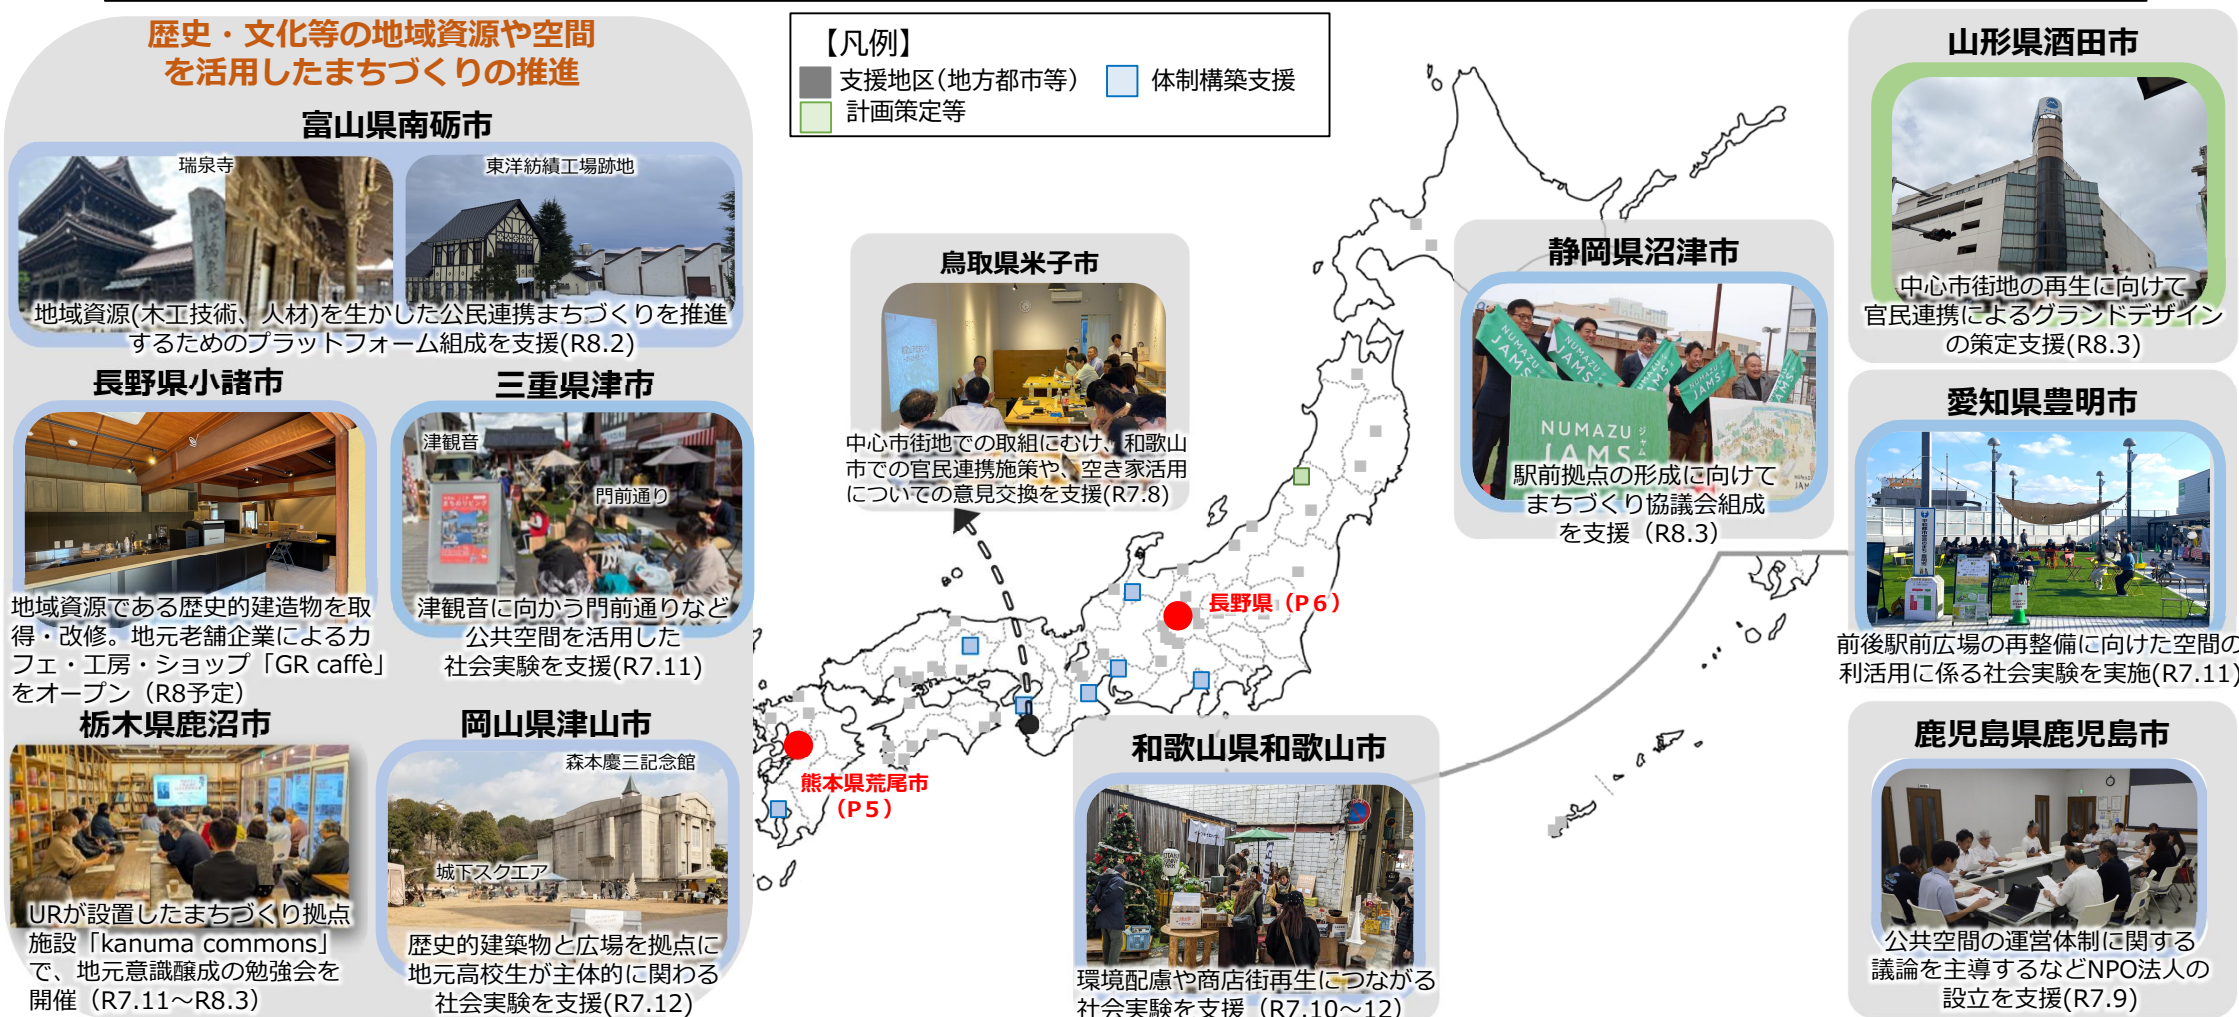 歴史・文化等の地域資源や空間
を活用したまちづくりの推進
富山県南砺市
瑞泉寺
東洋紡績工場跡地
地域資源(木工技術、人材)を生かした公民連携まちづくりを推進
するためのプラットフォーム組成を支援(R8.2)
長野県小諸市
地域資源である歴史的建造物を取
得・改修。地元老舗企業によるカ
フェ・工房・ショップ「GR caffè」
をオープン（R8予定）
三重県津市
津観音
門前通り
津観音に向かう門前通りなど
公共空間を活用した
社会実験を支援(R7.11)
栃木県鹿沼市
URが設置したまちづくり拠点
施設「kanuma commons」
で、地元意識醸成の勉強会を
開催（R7.11～R8.3）
岡山県津山市
森本慶三記念館
城下スクエア
歴史的建築物と広場を拠点に
地元高校生が主体的に関わる
社会実験を支援(R7.12)
【凡例】
支援地区(地方都市等)
体制構築支援
計画策定等
鳥取県米子市
中心市街地での取組にむけ、和歌山
市での官民連携施策や、空き家活用
についての意見交換を支援(R7.8)
長野県（P６）
熊本県荒尾市
（P５）
静岡県沼津市
NUMAZU
JAMS
NUMAZU
JAMS
NUMAZU
JAMS
NUMAZU
JAMS
NUMAZU
JAMS
駅前拠点の形成に向けて
まちづくり協議会組成
を支援（R8.3）
和歌山県和歌山市
環境配慮や商店街再生につながる
社会実験を支援（R7.10～12）
山形県酒田市
中心市街地の再生に向けて
官民連携によるグランドデザイン
の策定支援(R8.3)
愛知県豊明市
前後駅前広場の再整備に向けた空間の
利活用に係る社会実験を実施(R7.11)
鹿児島県鹿児島市
公共空間の運営体制に関する
議論を主導するなどNPO法人の
設立を支援(R7.9)